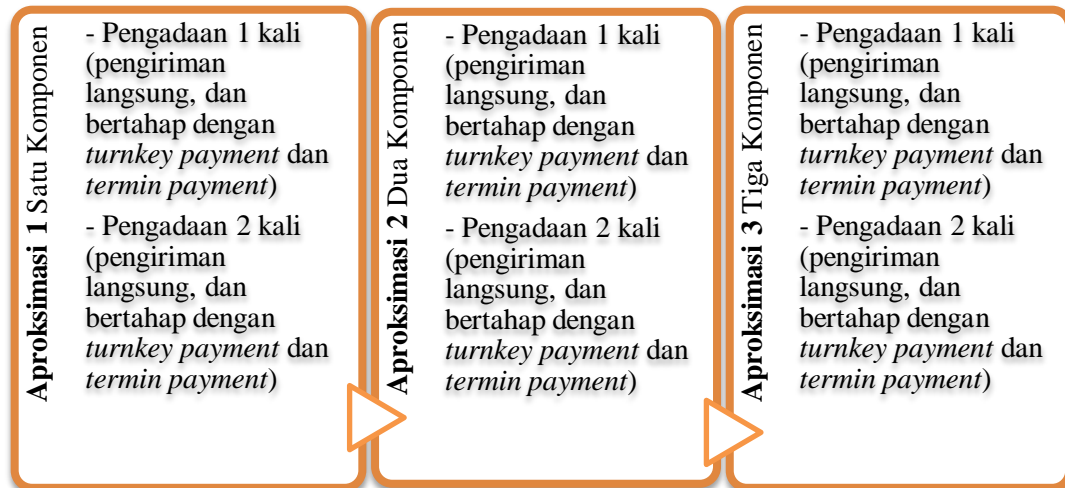 Aproksimasi 1 Satu Komponen
- Pengadaan 1 kali
(pengiriman
langsung, dan
bertahap dengan
turnkey payment dan
termin payment)
- Pengadaan 2 kali
(pengiriman
langsung, dan
bertahap dengan
turnkey payment dan
termin payment)
Aproksimasi 2 Dua Komponen
- Pengadaan 1 kali
(pengiriman
langsung, dan
bertahap dengan
turnkey payment dan
termin payment)
- Pengadaan 2 kali
(pengiriman
langsung, dan
bertahap dengan
turnkey payment dan
termin payment)
Aproksimasi 3 Tiga Komponen
- Pengadaan 1 kali
(pengiriman
langsung, dan
bertahap dengan
turnkey payment dan
termin payment)
- Pengadaan 2 kali
(pengiriman
langsung, dan
bertahap dengan
turnkey payment dan
termin payment)